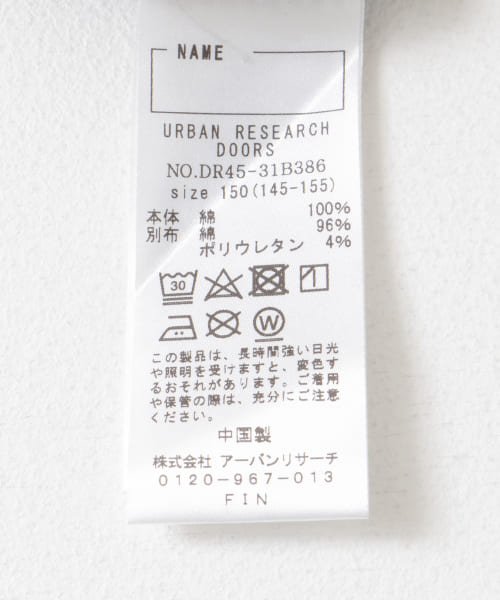 NAME
URBAN RESEARCH
DOORS
NO.DR45-31B386
size 150(145-155)
本体 綿 100%
別布 綿 96%
ポリウレタン 4%
30
W
この製品は、長時間強い日光
や照明を受けますと、変色す
るおそれがあります。ご着用
や保管の際は、充分にご注意
ください。
中国製
株式会社 アーバンリサーチ
0120-967-013
FIN